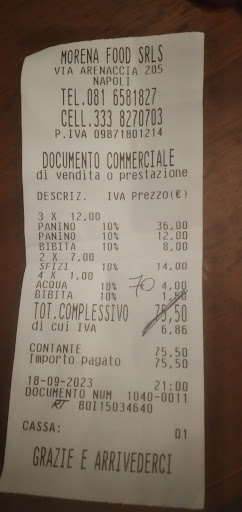 MORENA FOOD SRLS
VIA ARENACCIA 205
NAPOLI
TEL.081 6581827
CELL.333 8270703
P.IVA 09871801214
DOCUMENTO COMMERCIALE
di vendita o prestazione
DESCRIZ. IVA Prezzo(€)
3 X 12,00
PANINO 10% 36,00
PANINO 10% 12,00
BIBITA 10% 8,00
2 X 7,00
SFIZI 10% 14,00
4 X 1,00
ACQUA 10% 4,00
BIBITA 10% 1,50
70
TOT.COMPLESSIVO 75,50
di cui IVA 6,86
CONTANTE 75,50
Importo pagato 75,50
18-09-2023 21:00
DOCUMENTO NUM 1040-0011
RT 80I15034640
CASSA: 01
GRAZIE E ARRIVEDERCI